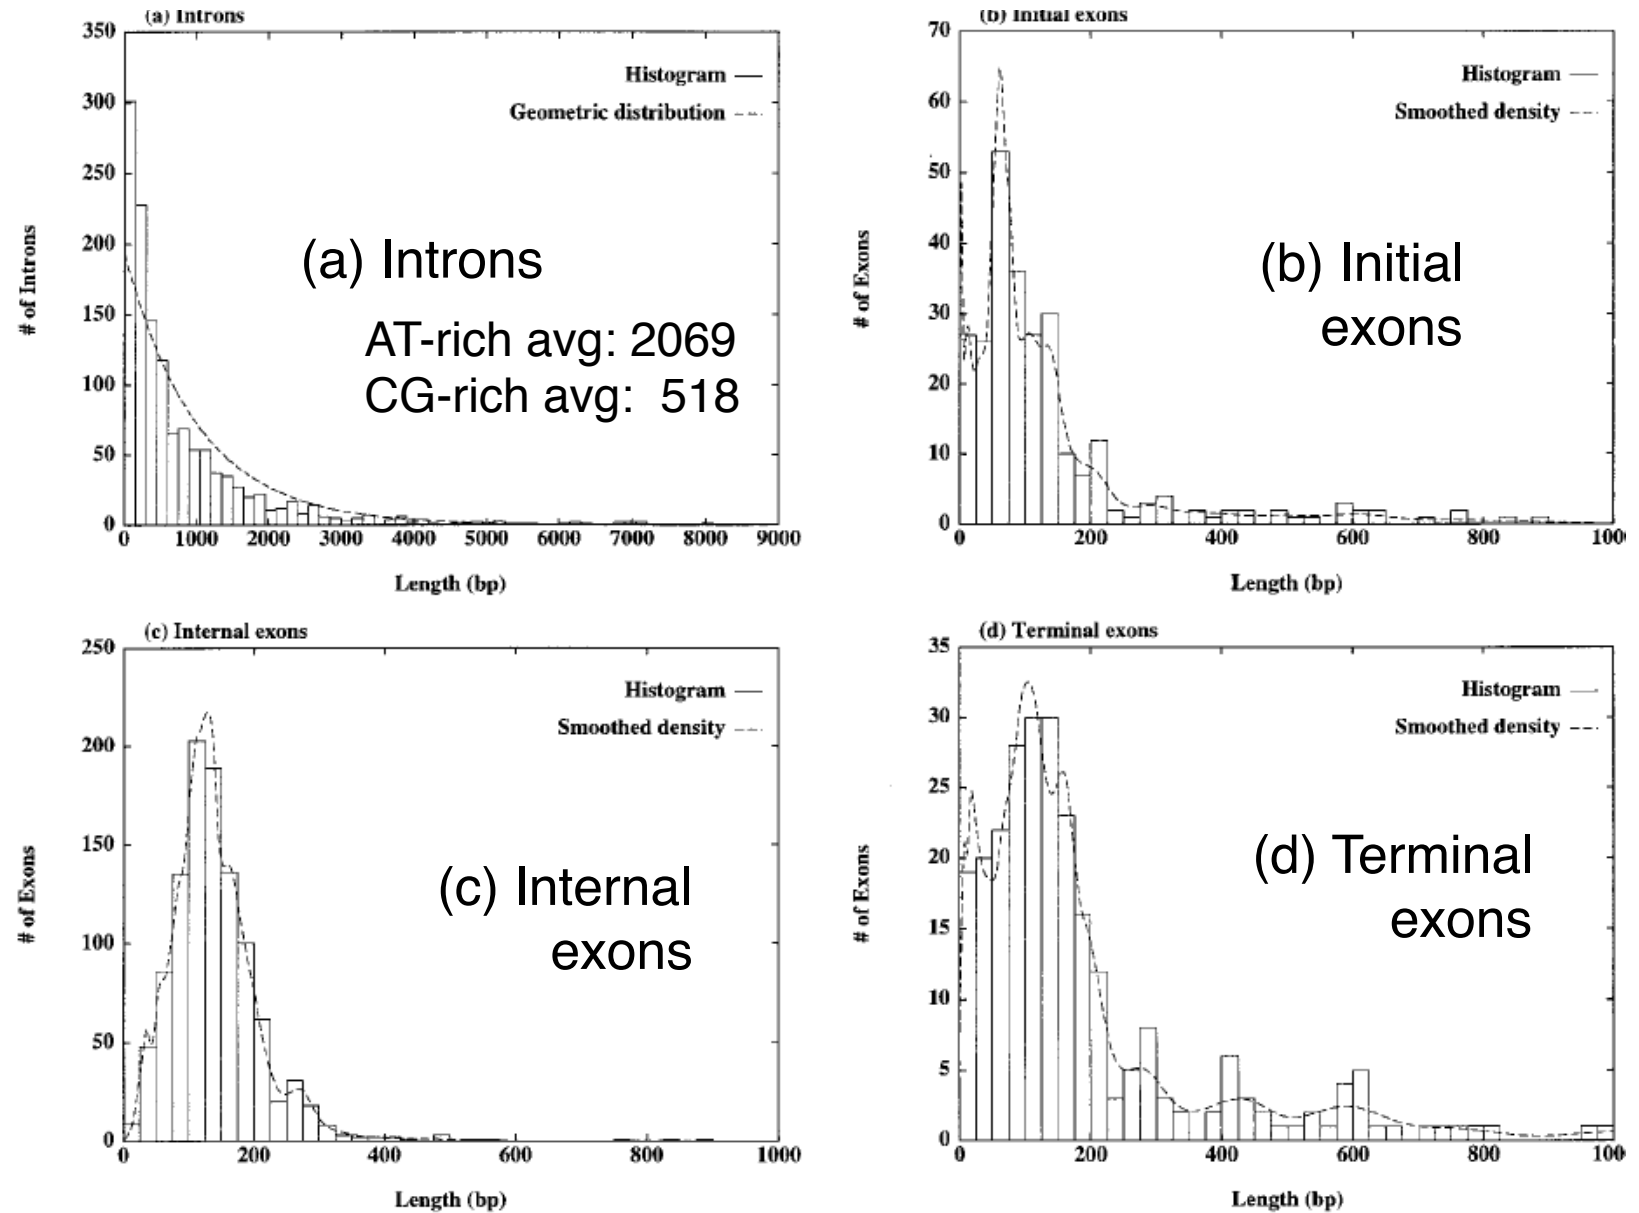 (a) Introns
350
300
250
200
150
100
50
0
# of Introns
Histogram
Geometric distribution
(a) Introns
AT-rich avg: 2069
CG-rich avg: 518
0 1000 2000 3000 4000 5000 6000 7000 8000 9000
Length (bp)
(b) Initial exons
70
60
50
40
30
20
10
0
# of Exons
Histogram
Smoothed density
(b) Initial
exons
0 200 400 600 800 100
Length (bp)
(c) Internal exons
250
200
150
100
50
0
# of Exons
Histogram
Smoothed density
(c) Internal
exons
0 200 400 600 800 1000
Length (bp)
(d) Terminal exons
35
30
25
20
15
10
5
0
# of Exons
Histogram
Smoothed density
(d) Terminal
exons
0 200 400 600 800 100
Length (bp)